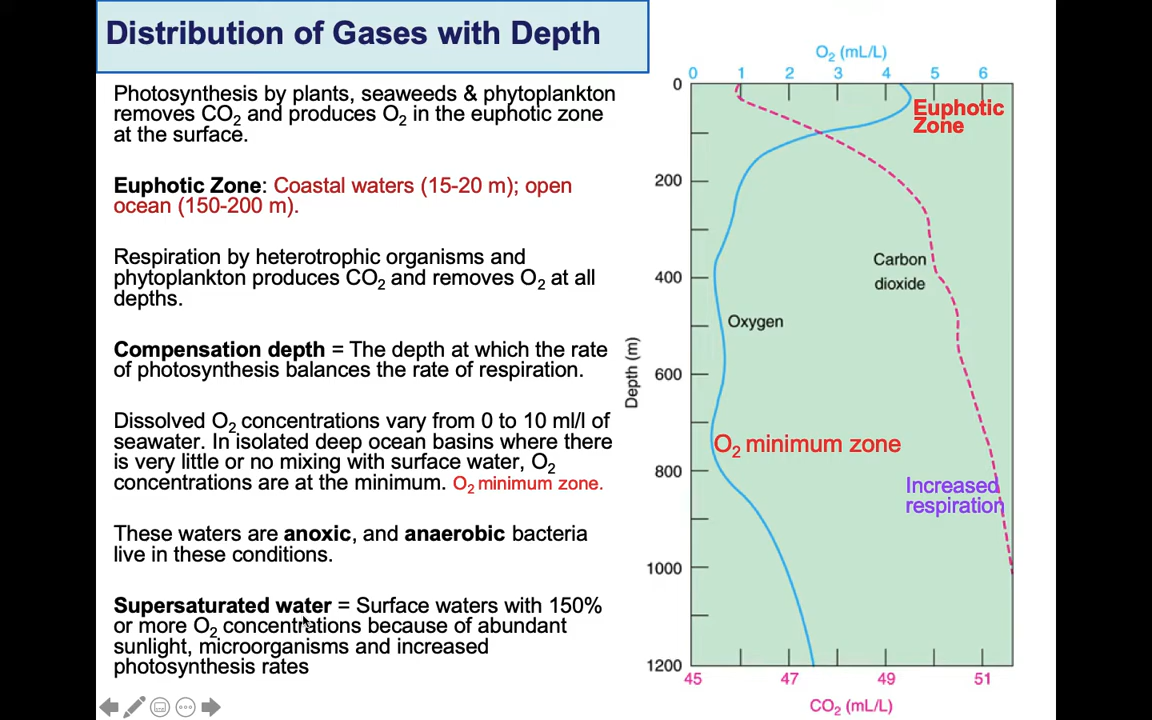 Distribution of Gases with Depth
Photosynthesis by plants, seaweeds & phytoplankton
removes CO₂ and produces O₂ in the euphotic zone
at the surface.
Euphotic Zone: Coastal waters (15-20 m); open
ocean (150-200 m).
Respiration by heterotrophic organisms and
phytoplankton produces CO₂ and removes O₂ at all
depths.
Compensation depth = The depth at which the rate
of photosynthesis balances the rate of respiration.
Dissolved O₂ concentrations vary from 0 to 10 ml/l of
seawater. In isolated deep ocean basins where there
is very little or no mixing with surface water, O₂
concentrations are at the minimum. O₂ minimum zone.
These waters are anoxic, and anaerobic bacteria
live in these conditions.
Supersaturated water = Surface waters with 150%
or more O₂ concentrations because of abundant
sunlight, microorganisms and increased
photosynthesis rates
O₂ (mL/L)
0 1 2 3 4 5 6
0
Euphotic
Zone
200
Carbon
dioxide
400
Oxygen
Depth (m)
600
O₂ minimum zone
800
Increased
respiration
1000
1200
45 47 49 51
CO₂ (mL/L)